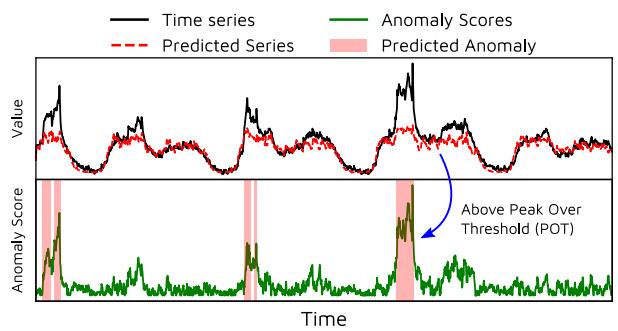 Time series
Anomaly Scores
Predicted Series
Predicted Anomaly
Value
Anomaly Score
Above Peak Over
Threshold (POT)
Time